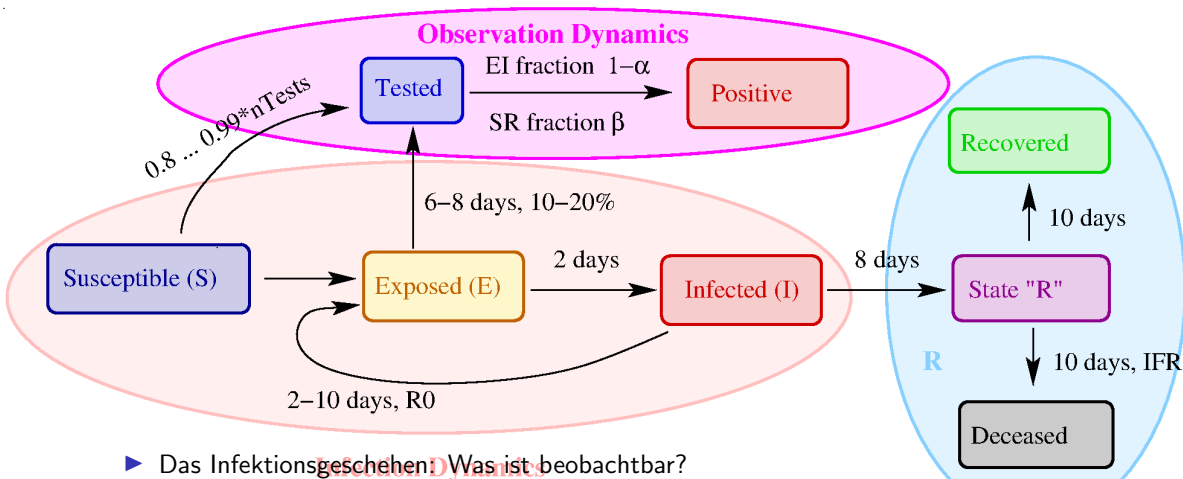 Observation Dynamics
Tested
EI fraction 1−α
SR fraction β
Positive
0.8 ... 0.99*nTests
Recovered
6−8 days, 10−20%
10 days
Susceptible (S)
Exposed (E)
2 days
Infected (I)
8 days
State "R"
R
10 days, IFR
2−10 days, R0
Deceased
Das Infektionsgeschehen: Was ist beobachtbar?
Infection Dynamics